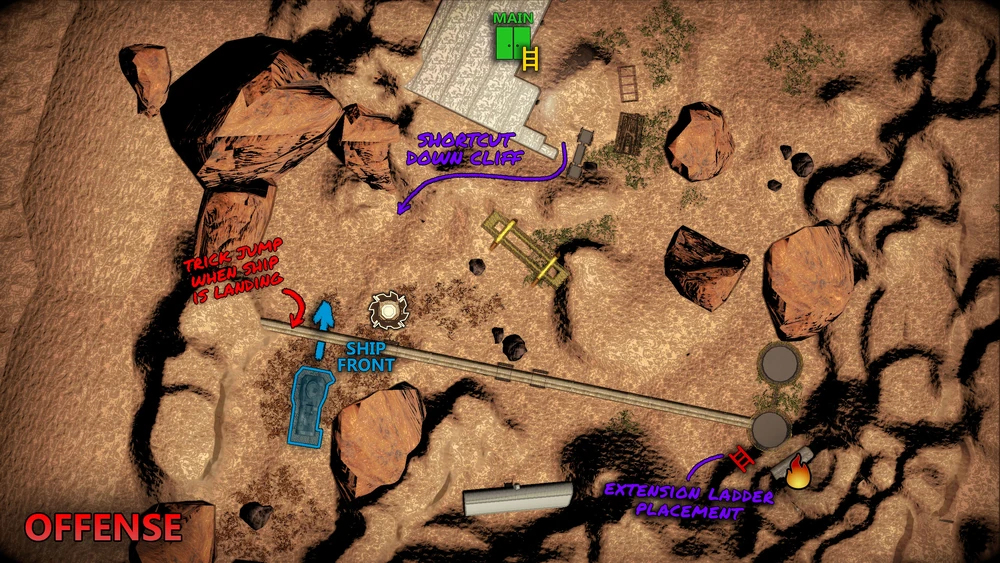 MAIN
SHORTCUT
DOWN CLIFF
TRICK JUMP
WHEN SHIP
IS LANDING
SHIP
FRONT
EXTENSION LADDER
PLACEMENT
OFFENSE